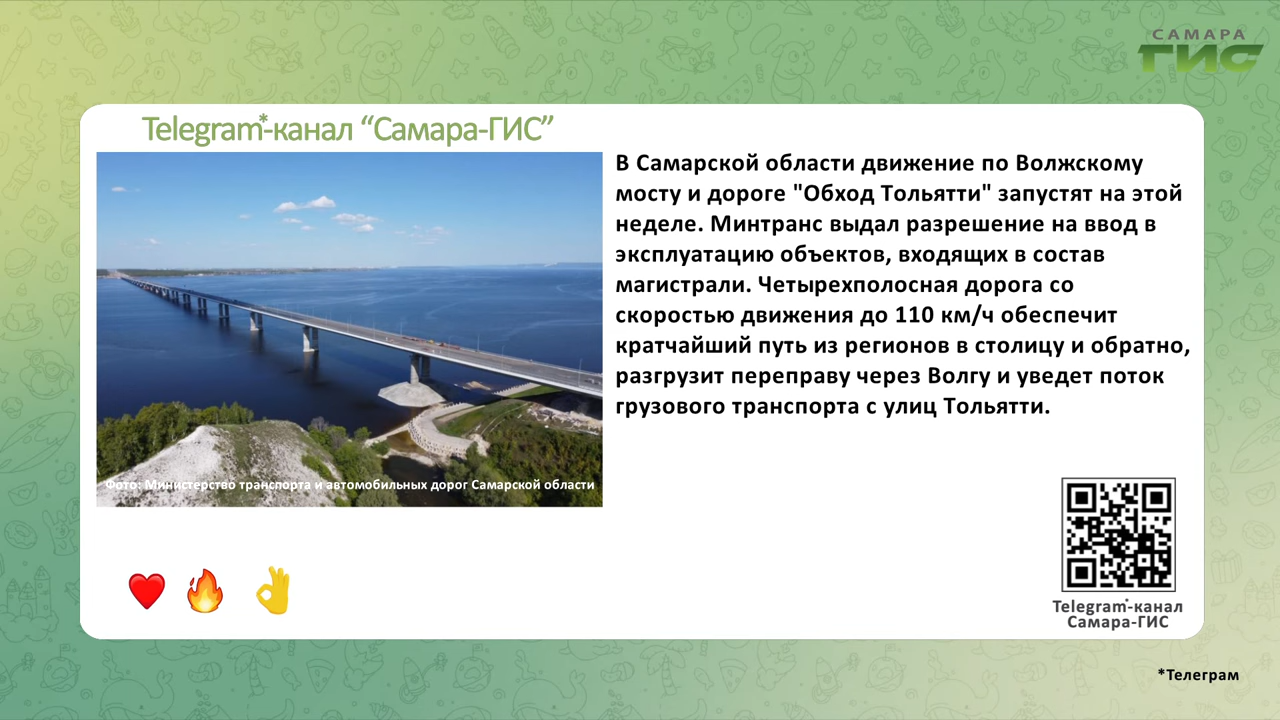 САМАРА
ГИС
Telegram*-канал “Самара-ГИС”
В Самарской области движение по Волжскому
мосту и дороге "Обход Тольятти" запустят на этой
неделе. Минтранс выдал разрешение на ввод в
эксплуатацию объектов, входящих в состав
магистрали. Четырехполосная дорога со
скоростью движения до 110 км/ч обеспечит
кратчайший путь из регионов в столицу и обратно,
разгрузит переправу через Волгу и уведет поток
грузового транспорта с улиц Тольятти.
Фото: Министерство транспорта и автомобильных дорог Самарской области
Telegram*-канал
Самара-ГИС
*Телеграм